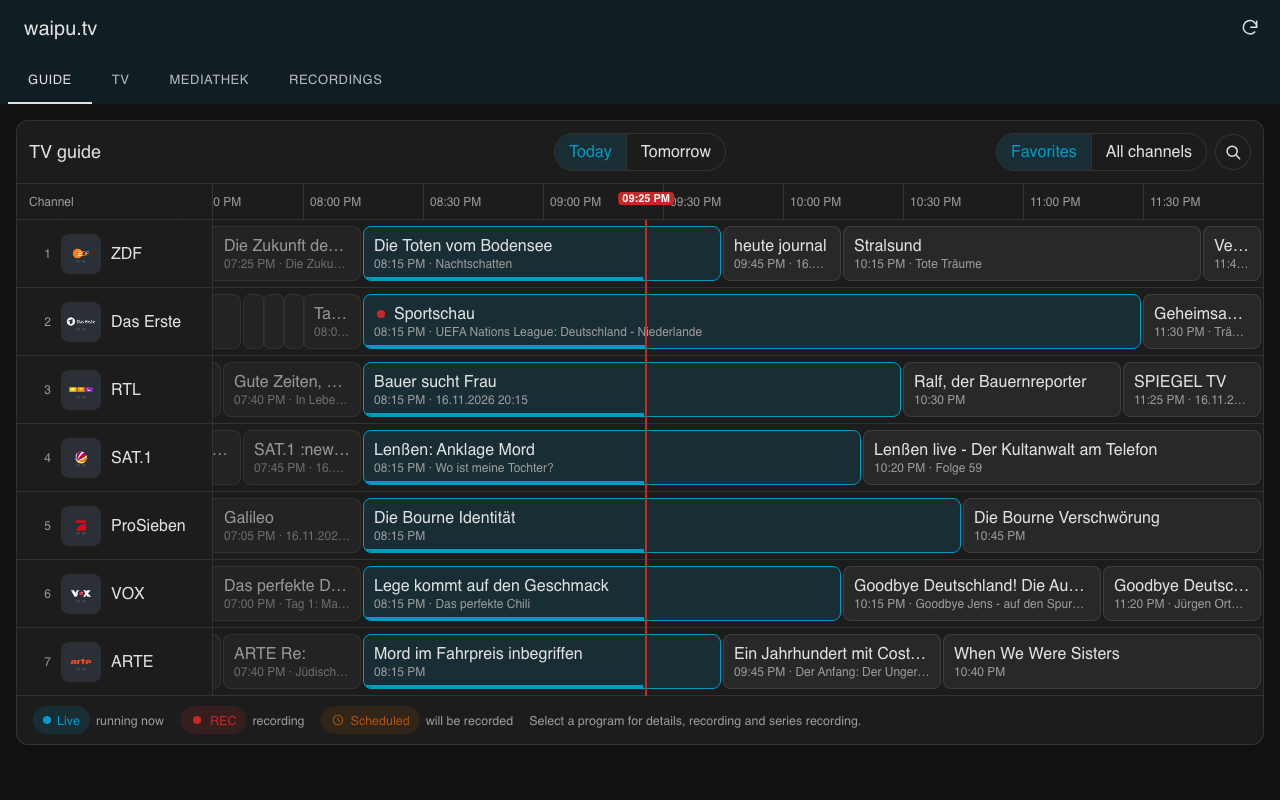 waipu.tv
GUIDE TV MEDIATHEK RECORDINGS
TV guide Today Tomorrow Favorites All channels
Channel 0 PM 08:00 PM 08:30 PM 09:00 PM 09:25 PM 09:30 PM 10:00 PM 10:30 PM 11:00 PM 11:30 PM
1 ZDF ZDF Die Zukunft de… Die Toten vom Bodensee heute journal Stralsund Ve…
07:25 PM · Die Zuku… 08:15 PM · Nachtschatten 09:45 PM · 16.… 10:15 PM · Tote Träume 11:4…
2 Das Erste Das Erste Ta… Sportschau Geheimsa…
08:0… 08:15 PM · UEFA Nations League: Deutschland - Niederlande 11:30 PM · Trä…
3 RTL RTL Gute Zeiten, … Bauer sucht Frau Ralf, der Bauernreporter SPIEGEL TV
07:40 PM · In Lebe… 08:15 PM · 16.11.2026 20:15 10:30 PM 11:25 PM · 16.11.2…
4 SAT.1 … SAT.1 :new… Lenßen: Anklage Mord Lenßen live - Der Kultanwalt am Telefon
07:45 PM · 16.… 08:15 PM · Wo ist meine Tochter? 10:20 PM · Folge 59
5 ProSieben Galileo Die Bourne Identität Die Bourne Verschwörung
07:05 PM · 16.11.202… 08:15 PM 10:45 PM
6 VOX VOX Das perfekte D… Lege kommt auf den Geschmack Goodbye Deutschland! Die Au… Goodbye Deutsc…
07:00 PM · Tag 1: Ma… 08:15 PM · Das perfekte Chili 10:15 PM · Goodbye Jens - auf den Spur… 11:20 PM · Jürgen Ort…
7 arte ARTE ARTE Re: Mord im Fahrpreis inbegriffen Ein Jahrhundert mit Cost… When We Were Sisters
07:40 PM · Jüdisch… 08:15 PM 09:45 PM · Der Anfang: Der Unger… 10:40 PM
Live running now REC recording Scheduled will be recorded Select a program for details, recording and series recording.